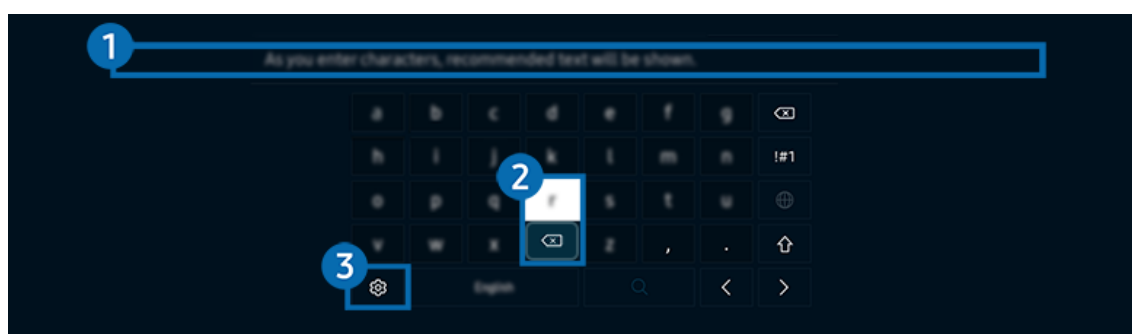 1
As you enter characters, recommended text will be shown.
a b c d e f g
h i j k l m n !#1
2
o p q r s t u
v w x z , .
3
English